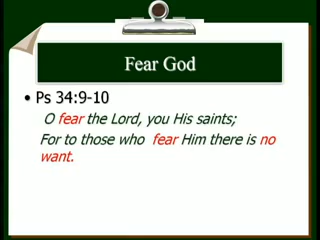 Fear God
• Ps 34:9-10
O fear the Lord, you His saints;
For to those who fear Him there is no
want.